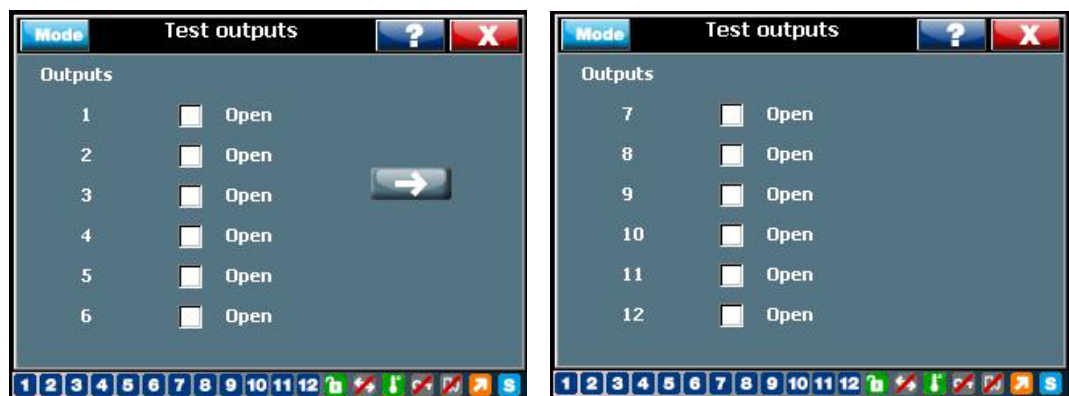 Mode Test outputs ? X
Outputs
1 Open
2 Open
3 Open
4 Open
5 Open
6 Open
1 2 3 4 5 6 7 8 9 10 11 12 S
Mode Test outputs ? X
Outputs
7 Open
8 Open
9 Open
10 Open
11 Open
12 Open
1 2 3 4 5 6 7 8 9 10 11 12 S